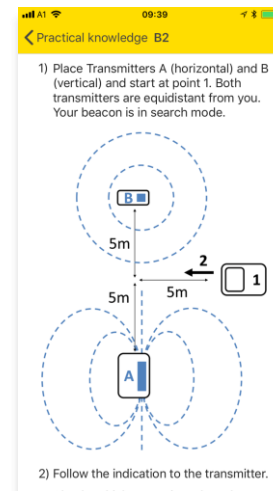 A1 09:39
Practical knowledge B2
1) Place Transmitters A (horizontal) and B
(vertical) and start at point 1. Both
transmitters are equidistant from you.
Your beacon is in search mode.
B
5m
2
1
5m
5m
A
2) Follow the indication to the transmitter.